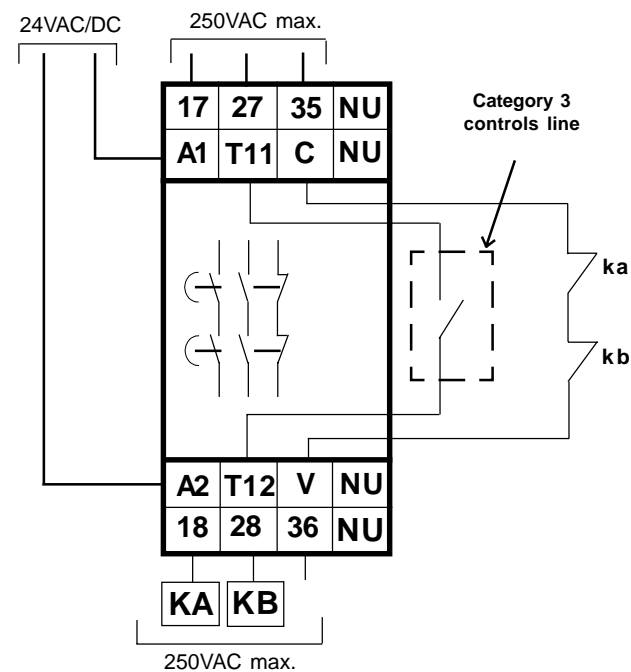 24VAC/DC
250VAC max.
17 27 35 NU
A1 T11 C NU
Category 3
controls line
ka
kb
A2 T12 V NU
18 28 36 NU
KA KB
250VAC max.